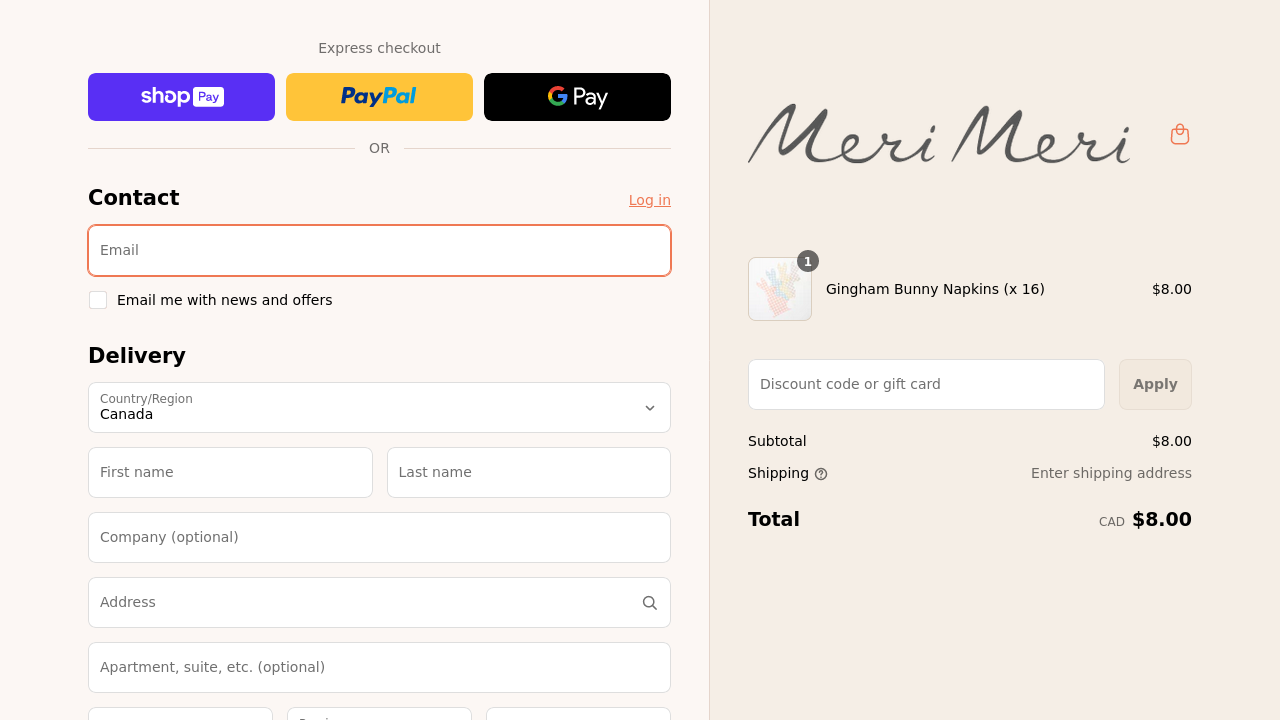 Express checkout
shop Pay
PayPal
G Pay
OR
Contact
Log in
Email
Email me with news and offers
Delivery
Country/Region
Canada
First name
Last name
Company (optional)
Address
Apartment, suite, etc. (optional)
Meri Meri
1
Gingham Bunny Napkins (x 16)
$8.00
Discount code or gift card
Apply
Subtotal
$8.00
Shipping
Enter shipping address
Total
CAD $8.00